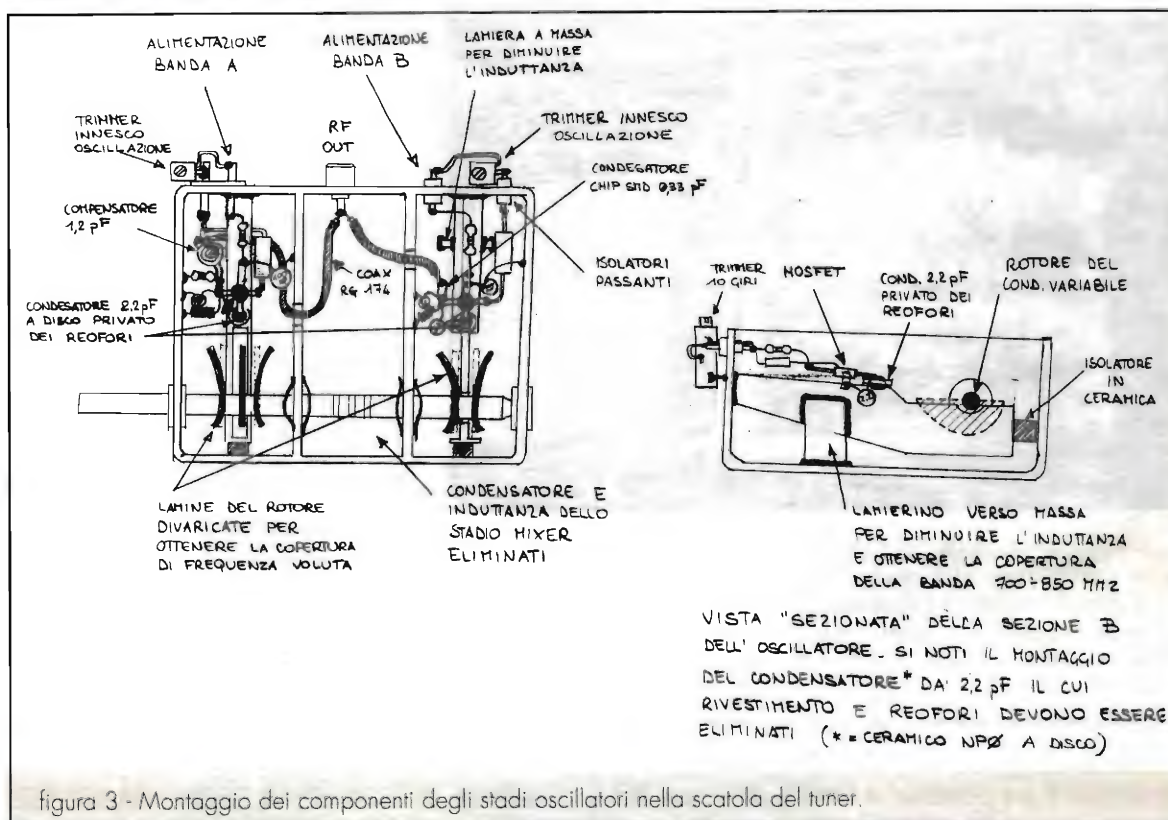 ALIMENTAZIONE
BANDA A
ALIMENTAZIONE
BANDA B
LAMIERA A MASSA
PER DIMINUIRE
L'INDUTTANZA
TRIMMER
INNESCO
OSCILLAZIONE
RF
OUT
TRIMMER INNESCO
OSCILLAZIONE
CONDESATORE
CHIP SMD 0,33 pF
COMPENSATORE
1,2 pF
ISOLATORI
PASSANTI
COAX
RG 174
CONDESATORE 2,2 pF
A DISCO PRIVATO
DEI REOFORI
LAMINE DEL ROTORE
DIVARICATE PER
OTTENERE LA COPERTURA
DI FREQUENZA VOLUTA
CONDENSATORE E
INDUTTANZA DELLO
STADIO MIXER
ELIMINATI
TRIMMER
10 GIRI
MOSFET
COND. 2,2 pF
PRIVATO DEI
REOFORI
ROTORE DEL
COND. VARIABILE
ISOLATORE
IN
CERAMICA
LAMIERINO VERSO MASSA
PER DIMINUIRE L'INDUTTANZA
E OTTENERE LA COPERTURA
DELLA BANDA 700÷850 MHZ
VISTA "SEZIONATA" DELLA SEZIONE B
DELL' OSCILLATORE. SI NOTI IL MONTAGGIO
DEL CONDENSATORE* DA' 2,2 pF IL CUI
RIVESTIMENTO E REOFORI DEVONO ESSERE
ELIMINATI (* = CERAMICO NPØ A DISCO)
figura 3 - Montaggio dei componenti degli stadi oscillatori nella scatola del tuner.